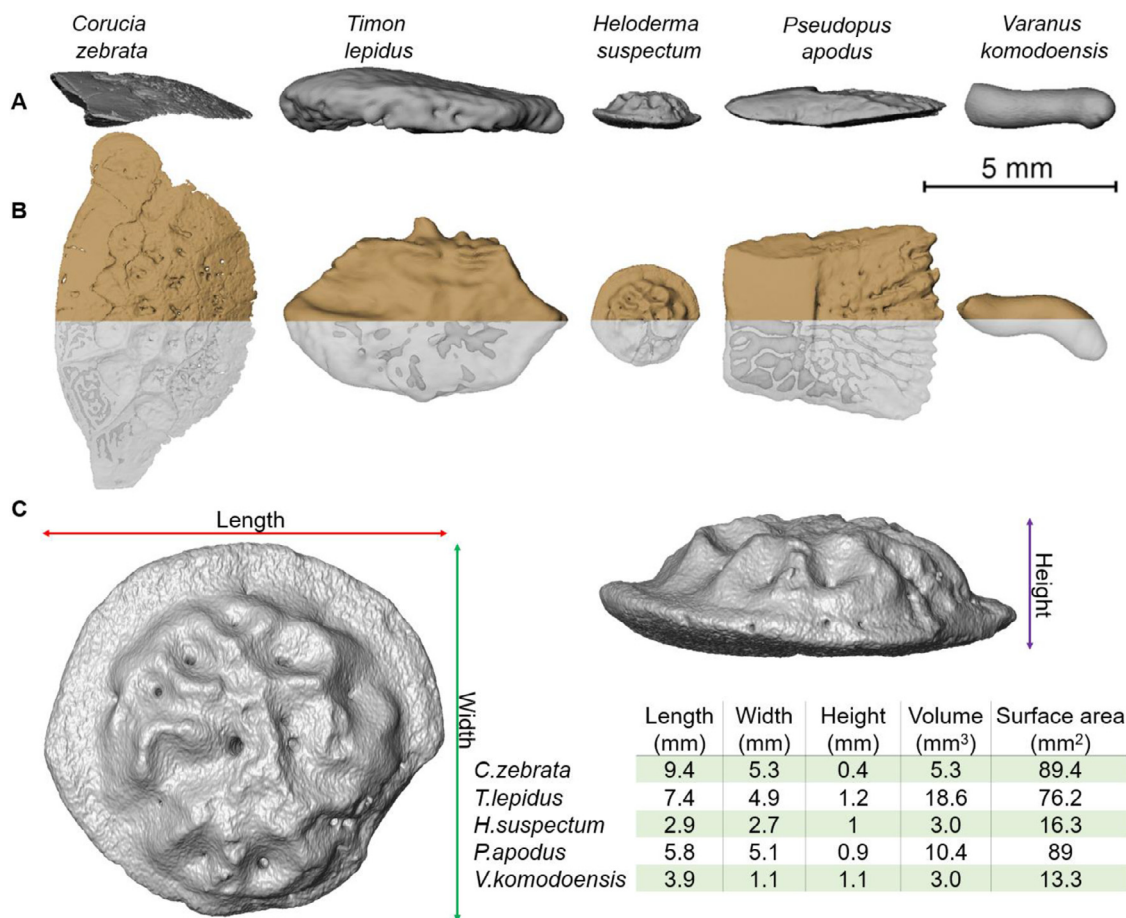 Corucia
zebrata
Timon
lepidus
Heloderma
suspectum
Pseudopus
apodus
Varanus
komodoensis
A
5 mm
B
C
Length
Width
Height
Length (mm) Width (mm) Height (mm) Volume (mm³) Surface area (mm²)
C.zebrata 9.4 5.3 0.4 5.3 89.4
T.lepidus 7.4 4.9 1.2 18.6 76.2
H.suspectum 2.9 2.7 1 3.0 16.3
P.apodus 5.8 5.1 0.9 10.4 89
V.komodoensis 3.9 1.1 1.1 3.0 13.3